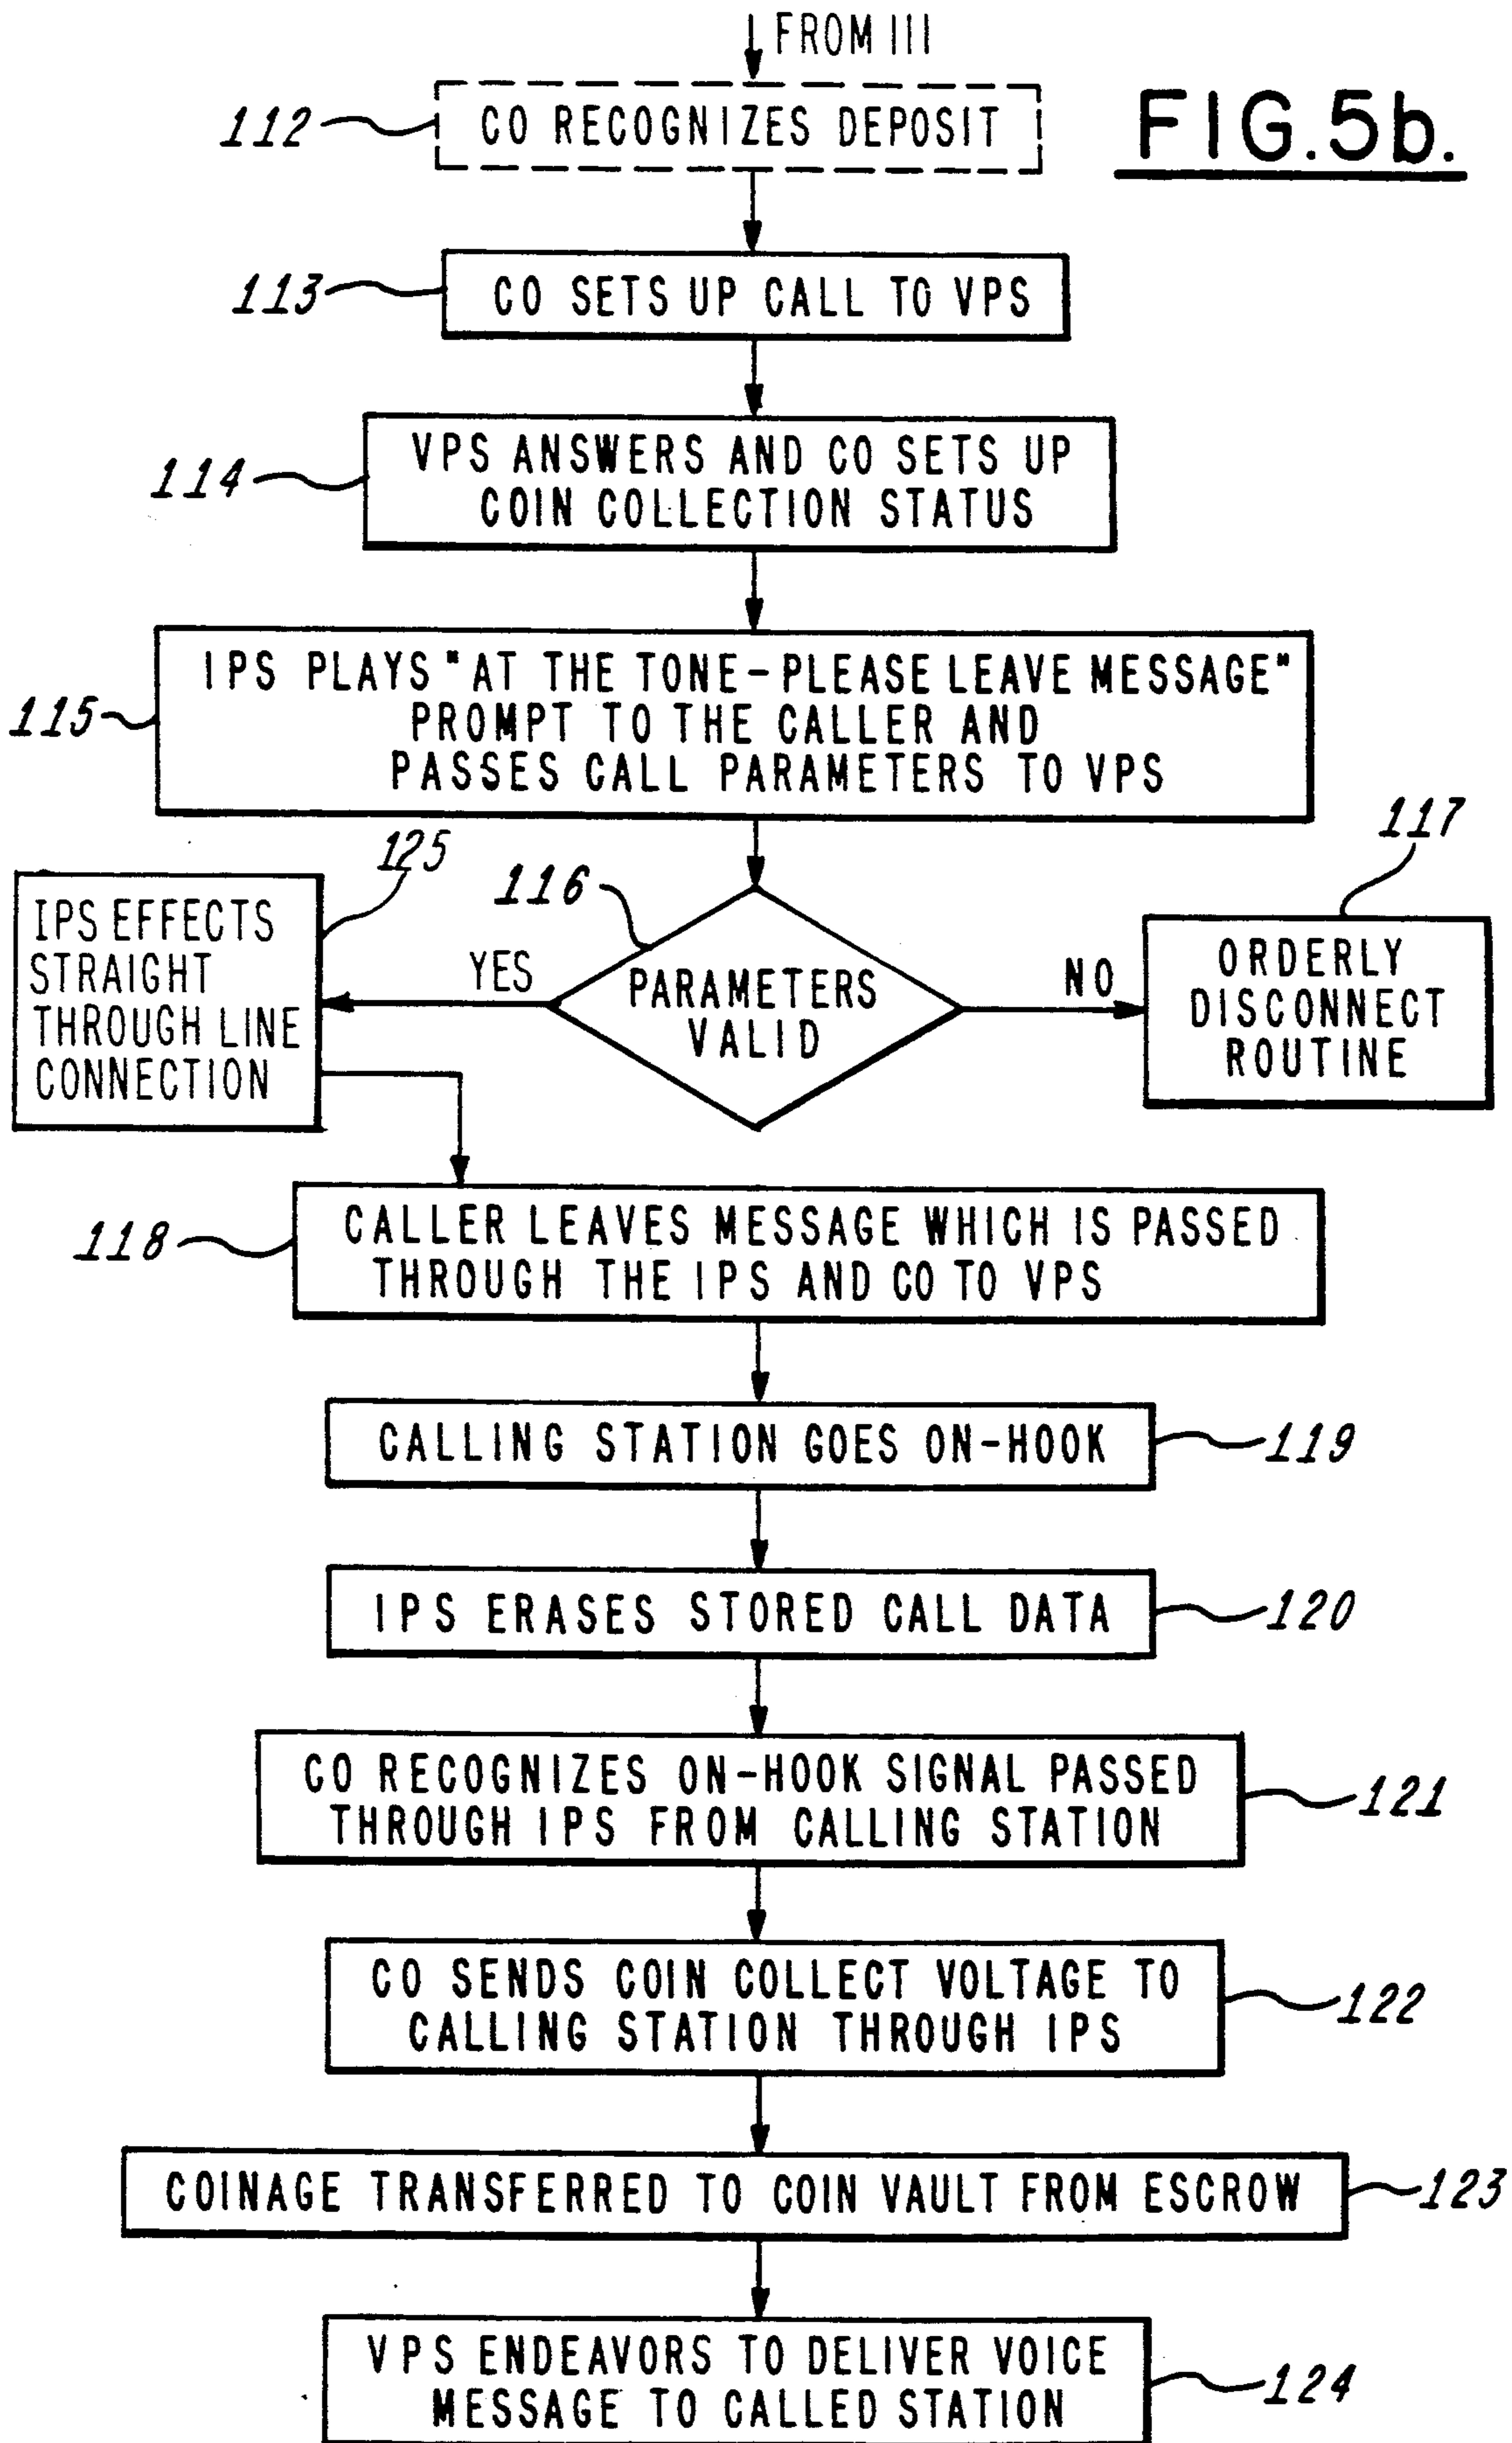 FROM 111
112
CO RECOGNIZES DEPOSIT
FIG.5b.
113
CO SETS UP CALL TO VPS
114
VPS ANSWERS AND CO SETS UP
COIN COLLECTION STATUS
115
IPS PLAYS "AT THE TONE-PLEASE LEAVE MESSAGE"
PROMPT TO THE CALLER AND
PASSES CALL PARAMETERS TO VPS
125
IPS EFFECTS
STRAIGHT
THROUGH LINE
CONNECTION
YES
116
PARAMETERS
VALID
NO
117
ORDERLY
DISCONNECT
ROUTINE
118
CALLER LEAVES MESSAGE WHICH IS PASSED
THROUGH THE IPS AND CO TO VPS
CALLING STATION GOES ON-HOOK
119
IPS ERASES STORED CALL DATA
120
CO RECOGNIZES ON-HOOK SIGNAL PASSED
THROUGH IPS FROM CALLING STATION
121
CO SENDS COIN COLLECT VOLTAGE TO
CALLING STATION THROUGH IPS
122
COINAGE TRANSFERRED TO COIN VAULT FROM ESCROW
123
VPS ENDEAVORS TO DELIVER VOICE
MESSAGE TO CALLED STATION
124